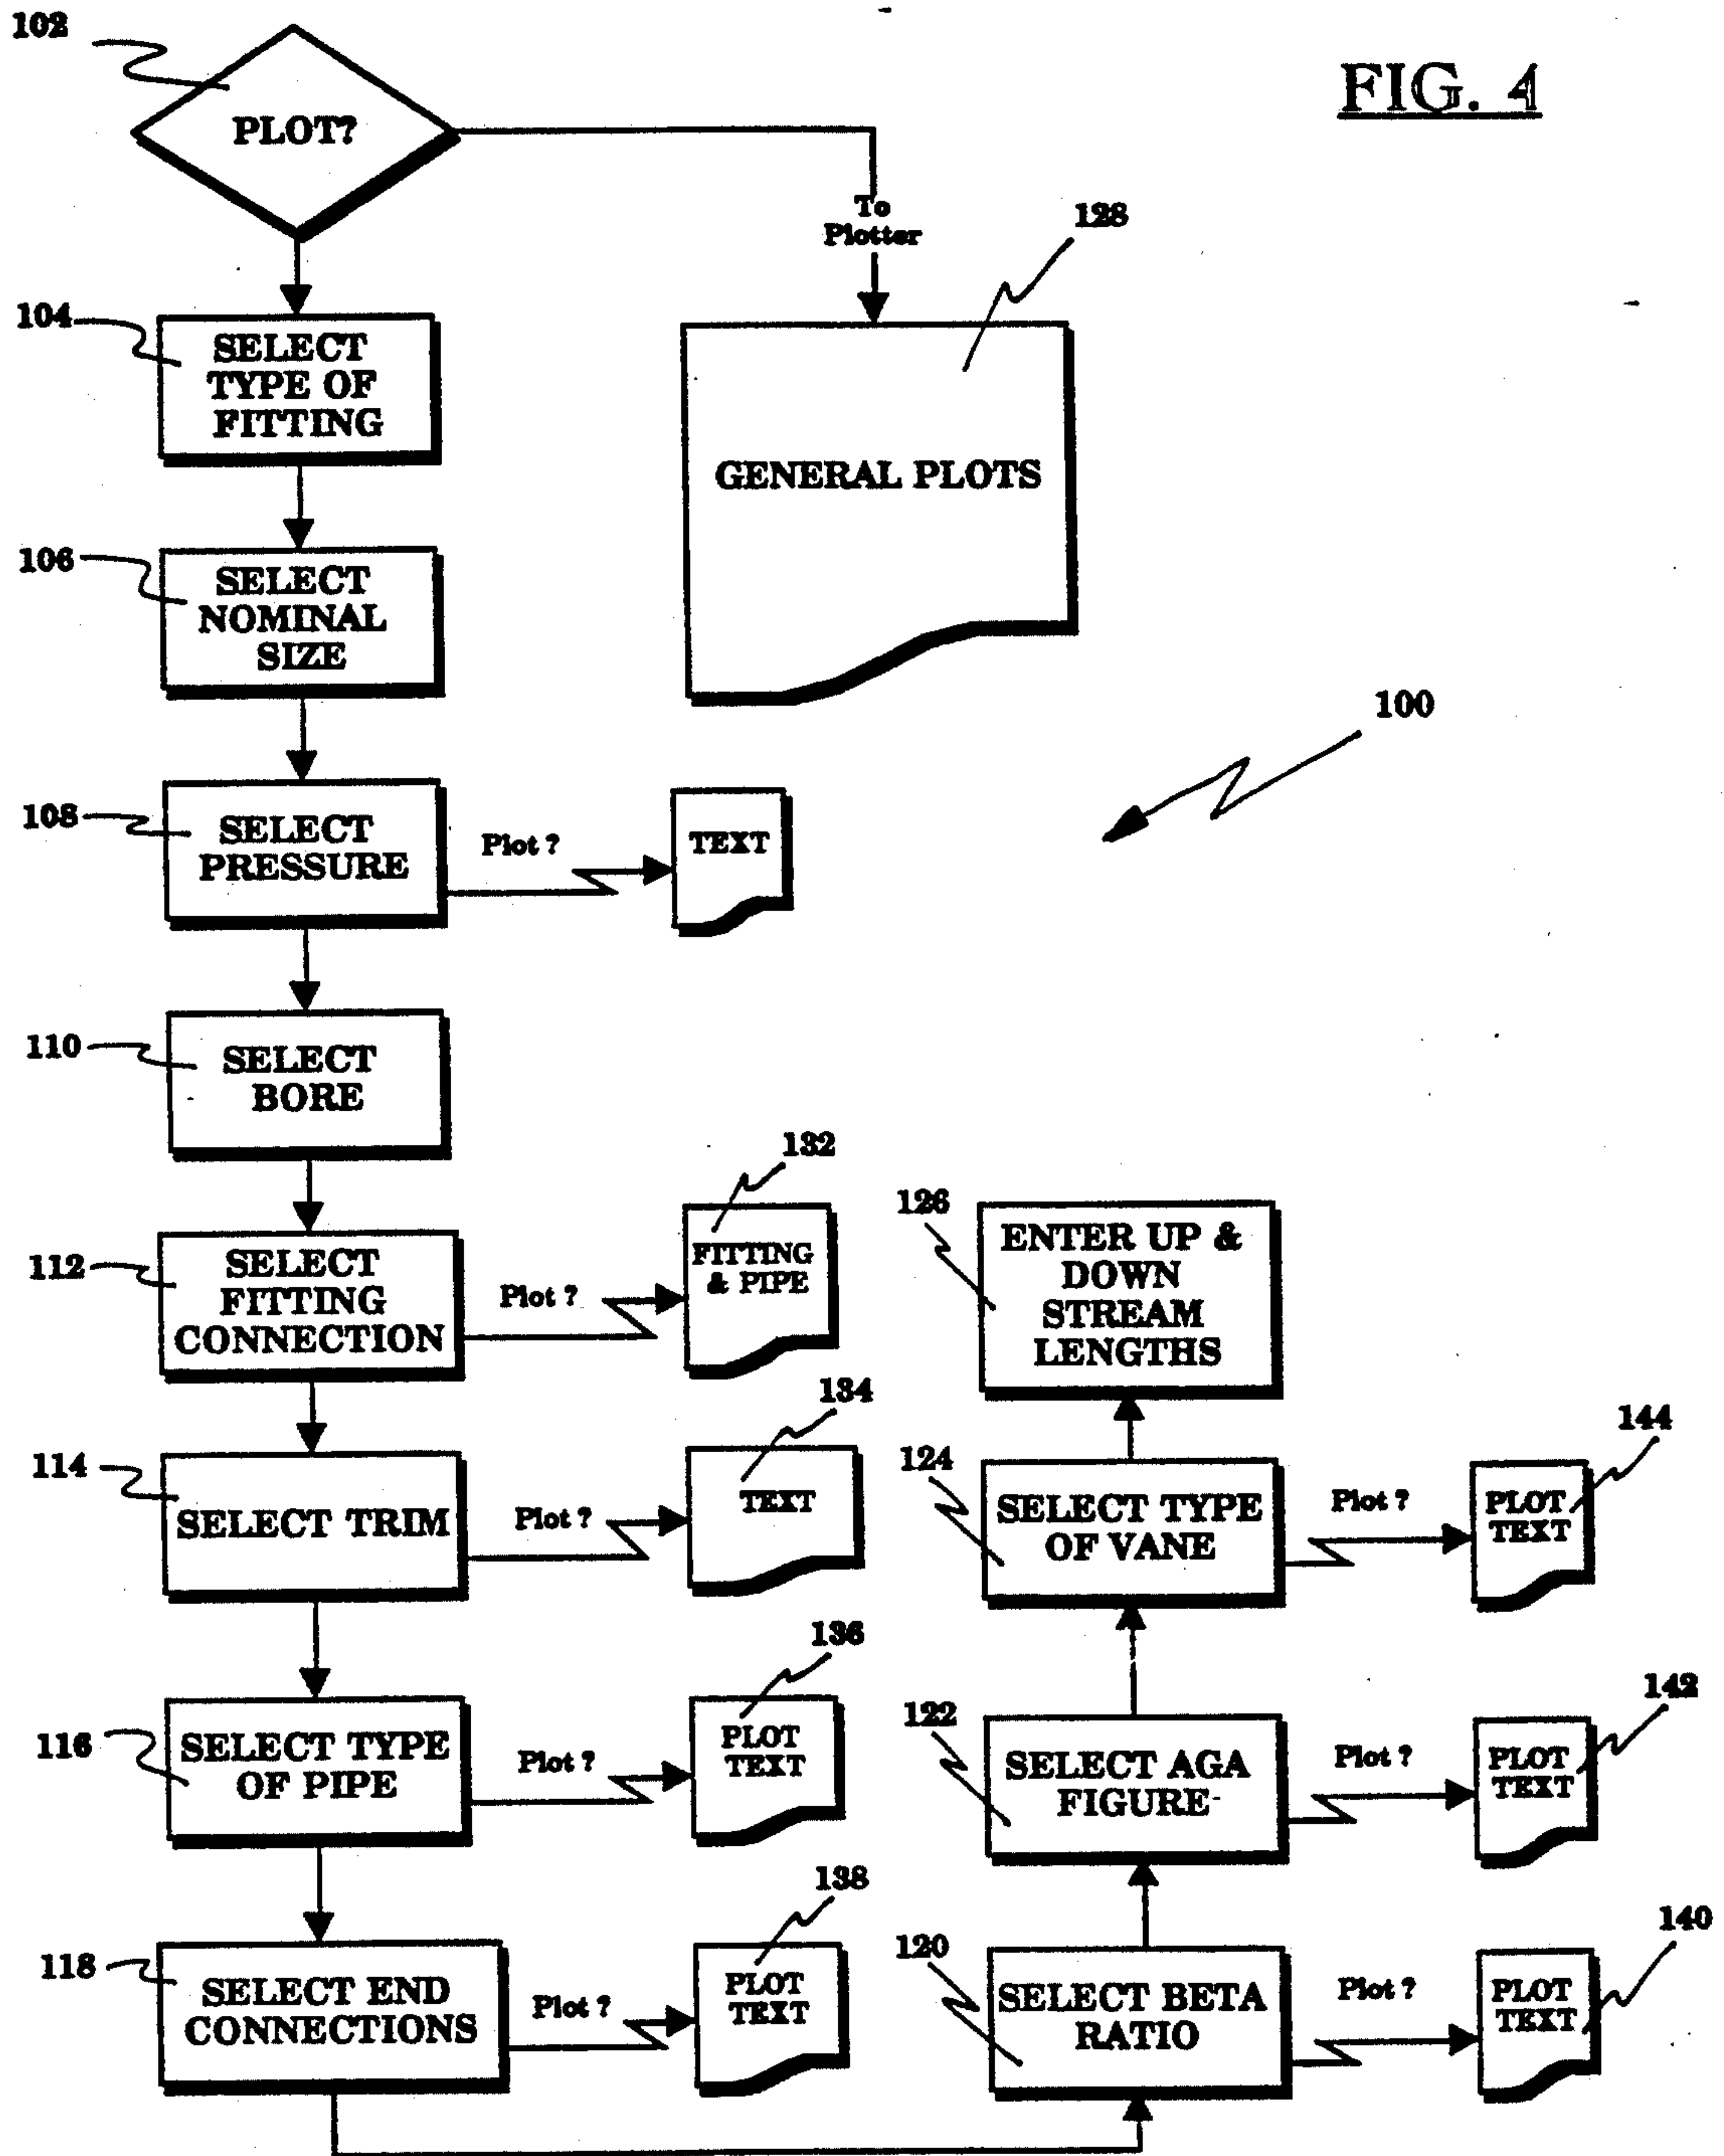 FIG. 4
102
PLOT?
To
Plotter
128
GENERAL PLOTS
100
104
SELECT
TYPE OF
FITTING
106
SELECT
NOMINAL
SIZE
108
SELECT
PRESSURE
Plot ?
TEXT
110
SELECT
BORE
112
SELECT
FITTING
CONNECTION
Plot ?
132
FITTING
& PIPE
114
SELECT TRIM
Plot ?
134
TEXT
116
SELECT TYPE
OF PIPE
Plot ?
136
PLOT
TEXT
118
SELECT END
CONNECTIONS
Plot ?
138
PLOT
TEXT
120
SELECT BETA
RATIO
Plot ?
140
PLOT
TEXT
122
SELECT AGA
FIGURE
Plot ?
142
PLOT
TEXT
124
SELECT TYPE
OF VANE
Plot ?
144
PLOT
TEXT
126
ENTER UP &
DOWN
STREAM
LENGTHS